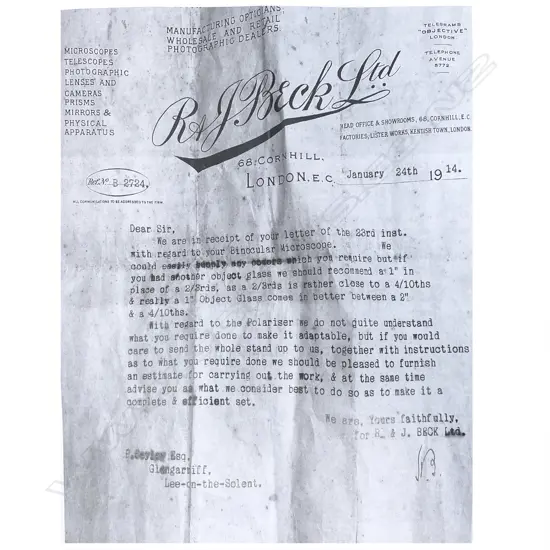 MANUFACTURING OPTICIANS,
WHOLESALE AND RETAIL
PHOTOGRAPHIC DEALERS.
TELEGRAMS
"OBJECTIVE"
LONDON
TELEPHONE
AVENUE
8772
MICROSCOPES
TELESCOPES
PHOTOGRAPHIC
LENSES AND
CAMERAS
PRISMS
MIRRORS &
PHYSICAL
APPARATUS
R & J BECK Ltd
HEAD OFFICE & SHOWROOMS, 68, CORNHILL, E.C.
FACTORIES; LISTER WORKS, KENTISH TOWN, LONDON.
68, CORNHILL,
LONDON, E.C. January 24th 1914.
Ref. No. B 2724.
ALL COMMUNICATIONS TO BE ADDRESSED TO THE FIRM
Dear Sir,
We are in receipt of your letter of the 23rd inst.
with regard to your Binocular Microscope. We
could easily supply any which you require but if
you had another object glass we should recommend a 1"
in
place of a 2/3rds, as a 2/3rds is rather close to a 4/10ths
& really a 1" Object Glass comes in better between a 2"
& a 4/10ths.
With regard to the Polariser we do not quite understand
what you require done to make it adaptable, but if you would
care to send the whole stand up to us, together with instructions
as to what you require done we should be pleased to furnish
an estimate for carrying out the work, & at the same time
advise you as what we consider best to do so as to make it a
complete & efficient set.
We are, Yours faithfully,
for R. & J. BECK Ltd.
Esq.
Glengarriff,
Lee-on-the-Solent.